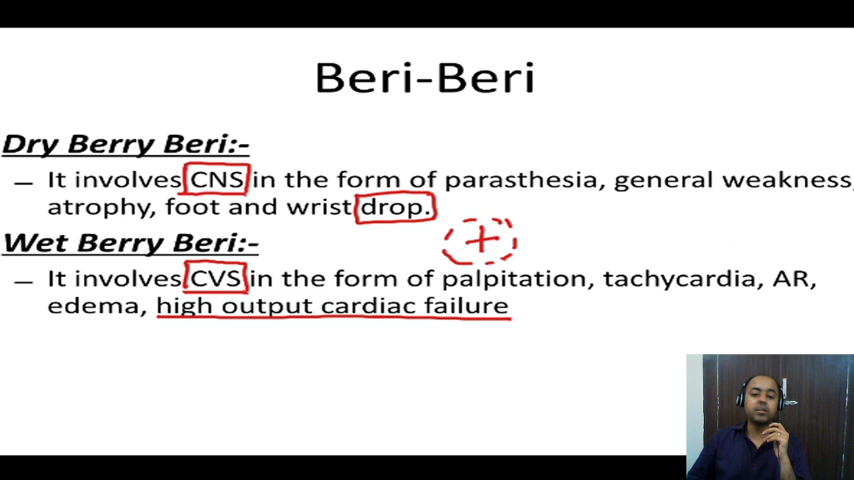 Beri-Beri
Dry Berry Beri:-
– It involves CNS in the form of parasthesia, general weakness,
atrophy, foot and wrist drop.
+
Wet Berry Beri:-
– It involves CVS in the form of palpitation, tachycardia, AR,
edema, high output cardiac failure